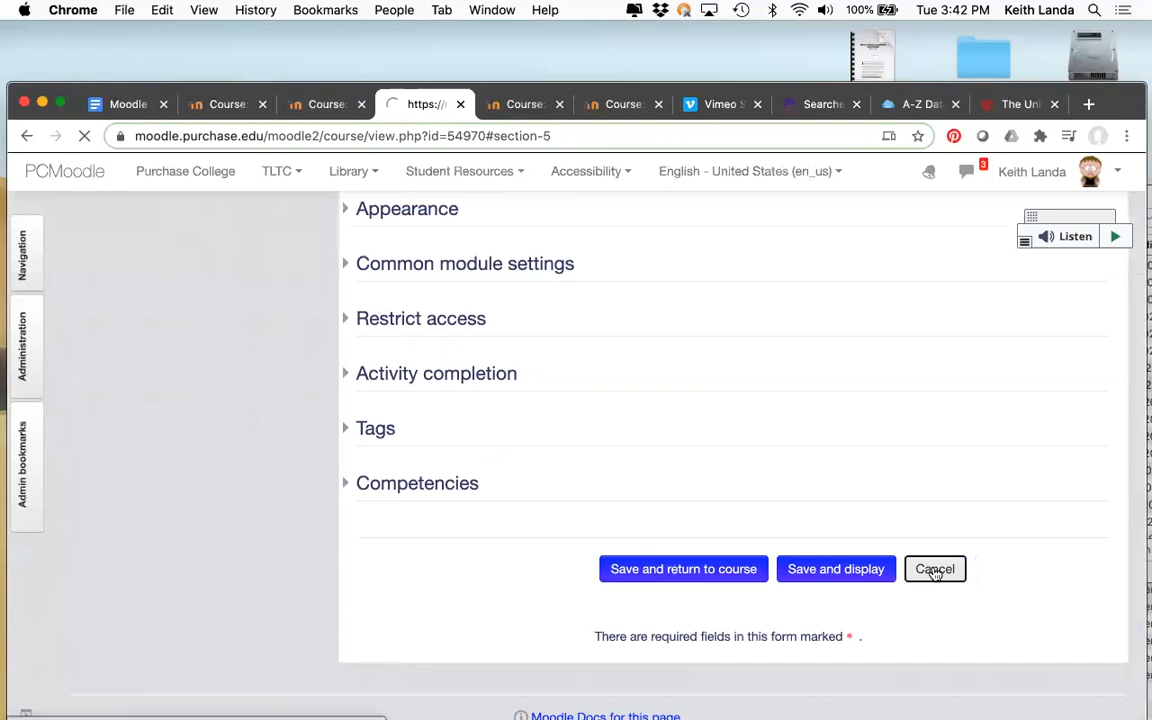 Chrome File Edit View History Bookmarks People Tab Window Help 100% Tue 3:42 PM Keith Landa
Moodle Course: Course: https://r Course: Course: Vimeo S Searche A-Z Dat The Uni
moodle.purchase.edu/moodle2/course/view.php?id=54970#section-5
PCMoodle Purchase College TLTC Library Student Resources Accessibility English - United States (en_us) 3 Keith Landa
Navigation
Administration
Admin bookmarks
Listen
Appearance
Common module settings
Restrict access
Activity completion
Tags
Competencies
Save and return to course Save and display Cancel
There are required fields in this form marked * .
Moodle Docs for this page